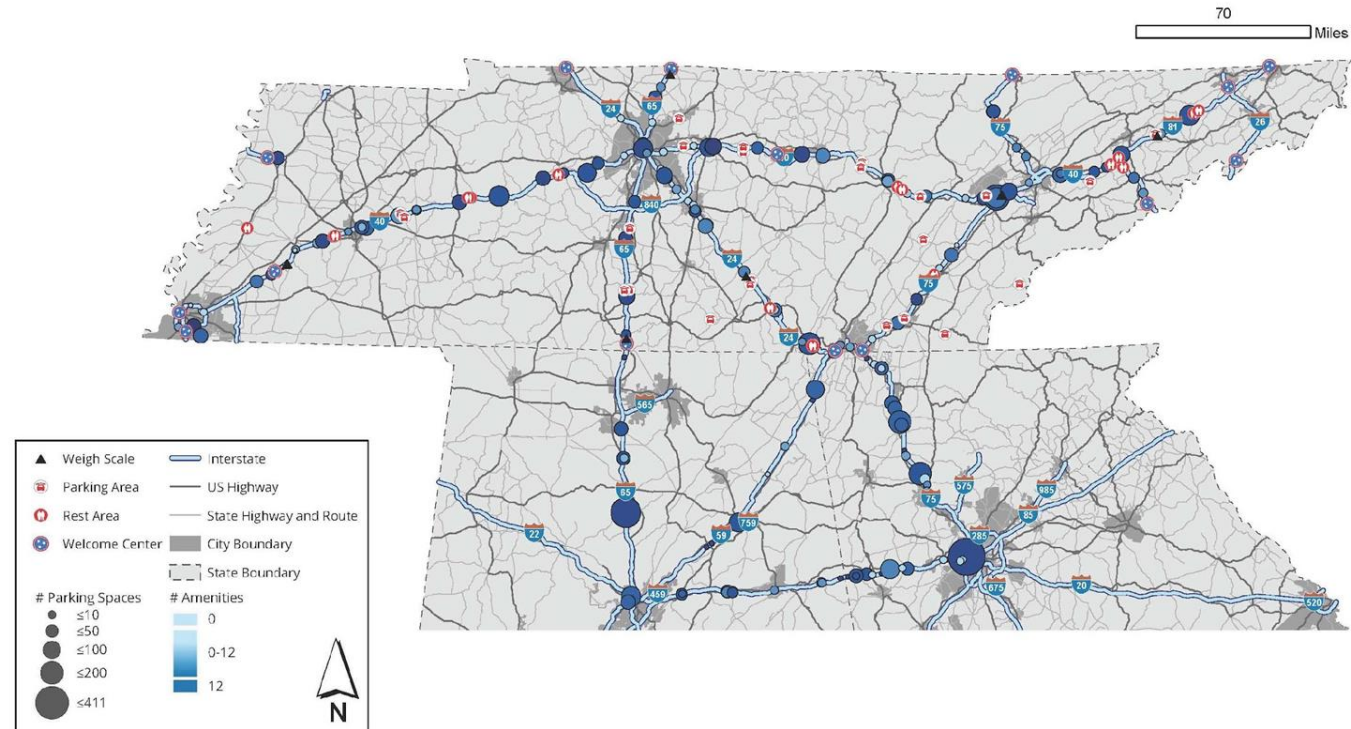 70
Miles
24
65
75
81
26
40
40
840
65
24
75
24
565
65
22
59
759
459
75
575
985
85
285
675
20
520
Weigh Scale
Interstate
Parking Area
US Highway
Rest Area
State Highway and Route
Welcome Center
City Boundary
State Boundary
# Parking Spaces
# Amenities
≤10
0
≤50
0-12
≤100
≤200
12
≤411
N